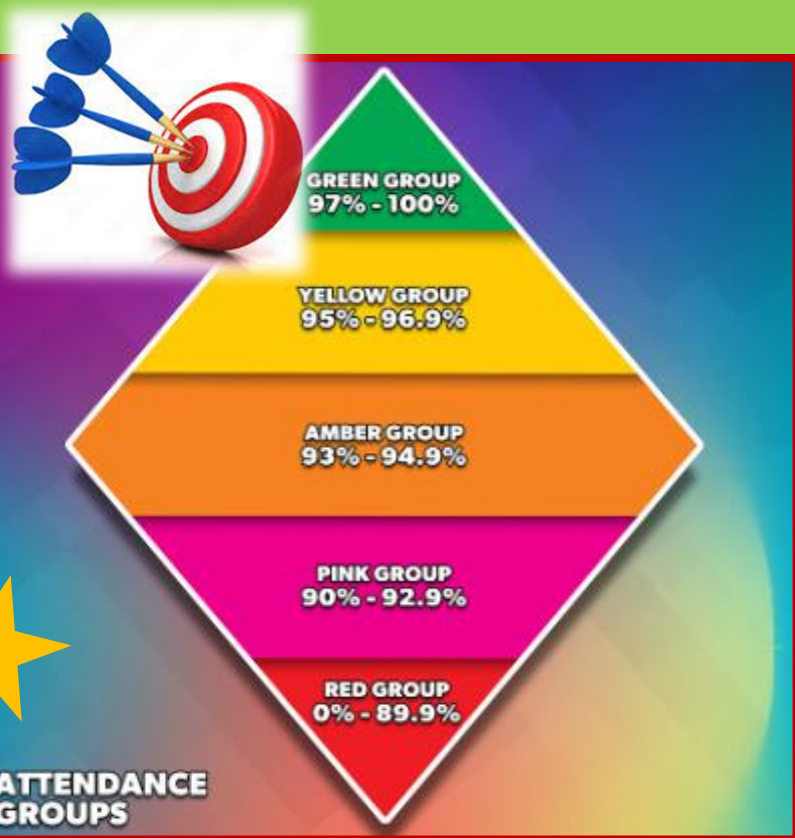 GREEN GROUP
97% - 100%
YELLOW GROUP
95% - 96.9%
AMBER GROUP
93% - 94.9%
PINK GROUP
90% - 92.9%
RED GROUP
0% - 89.9%
ATTENDANCE
GROUPS